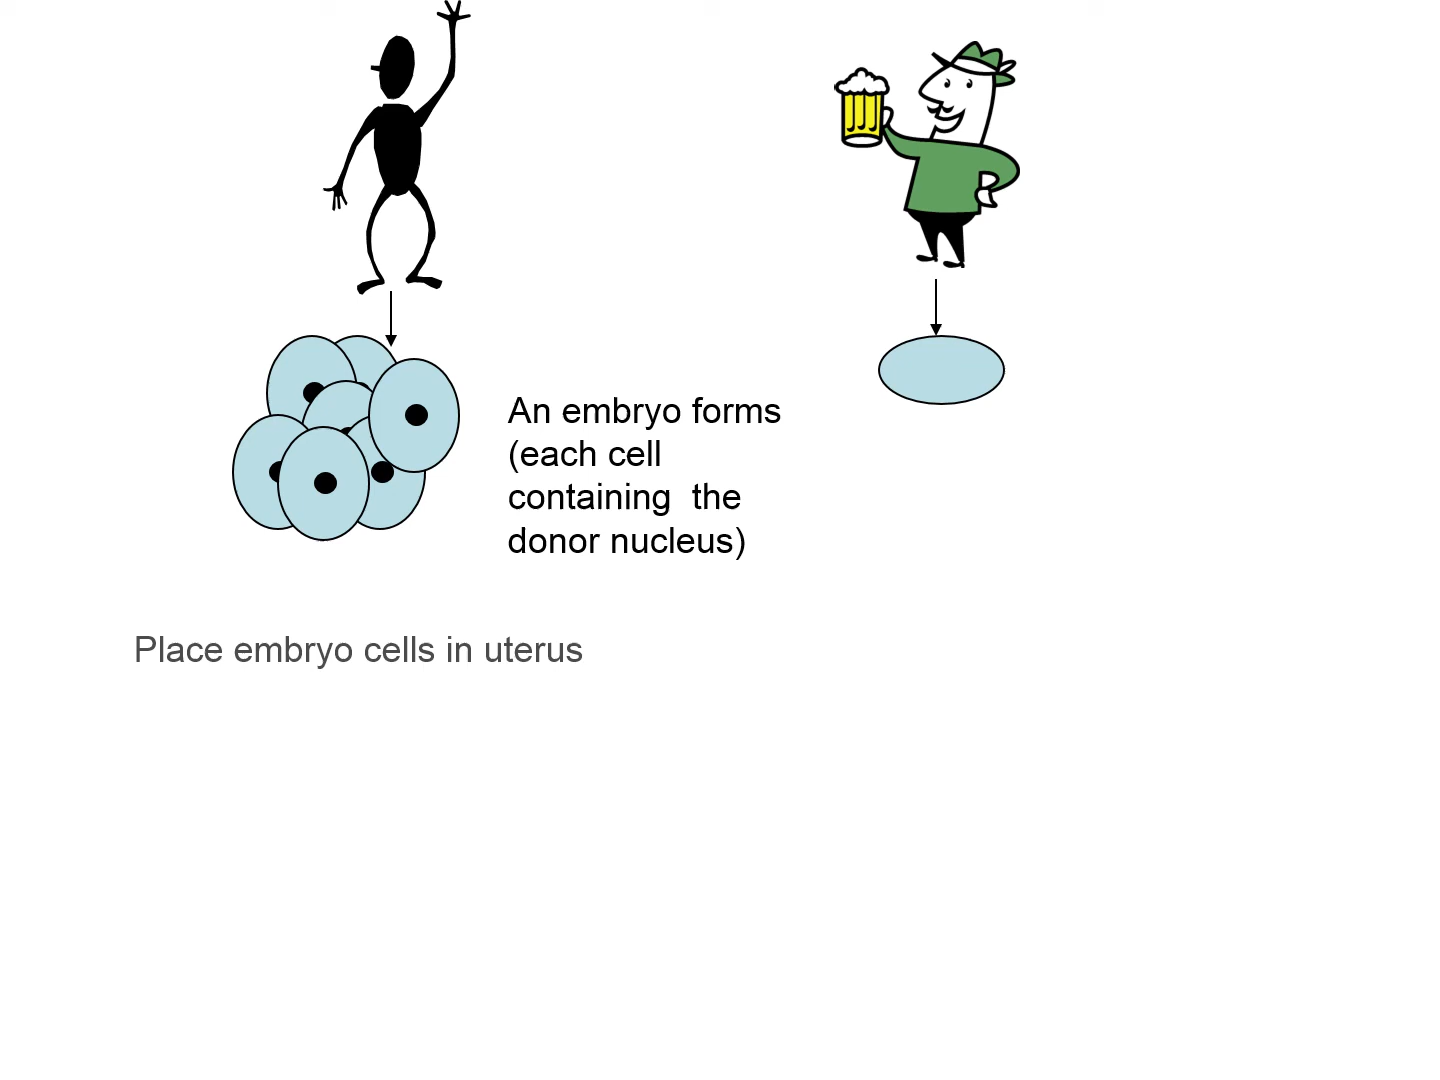 An embryo forms
(each cell
containing  the
donor nucleus)
Place embryo cells in uterus